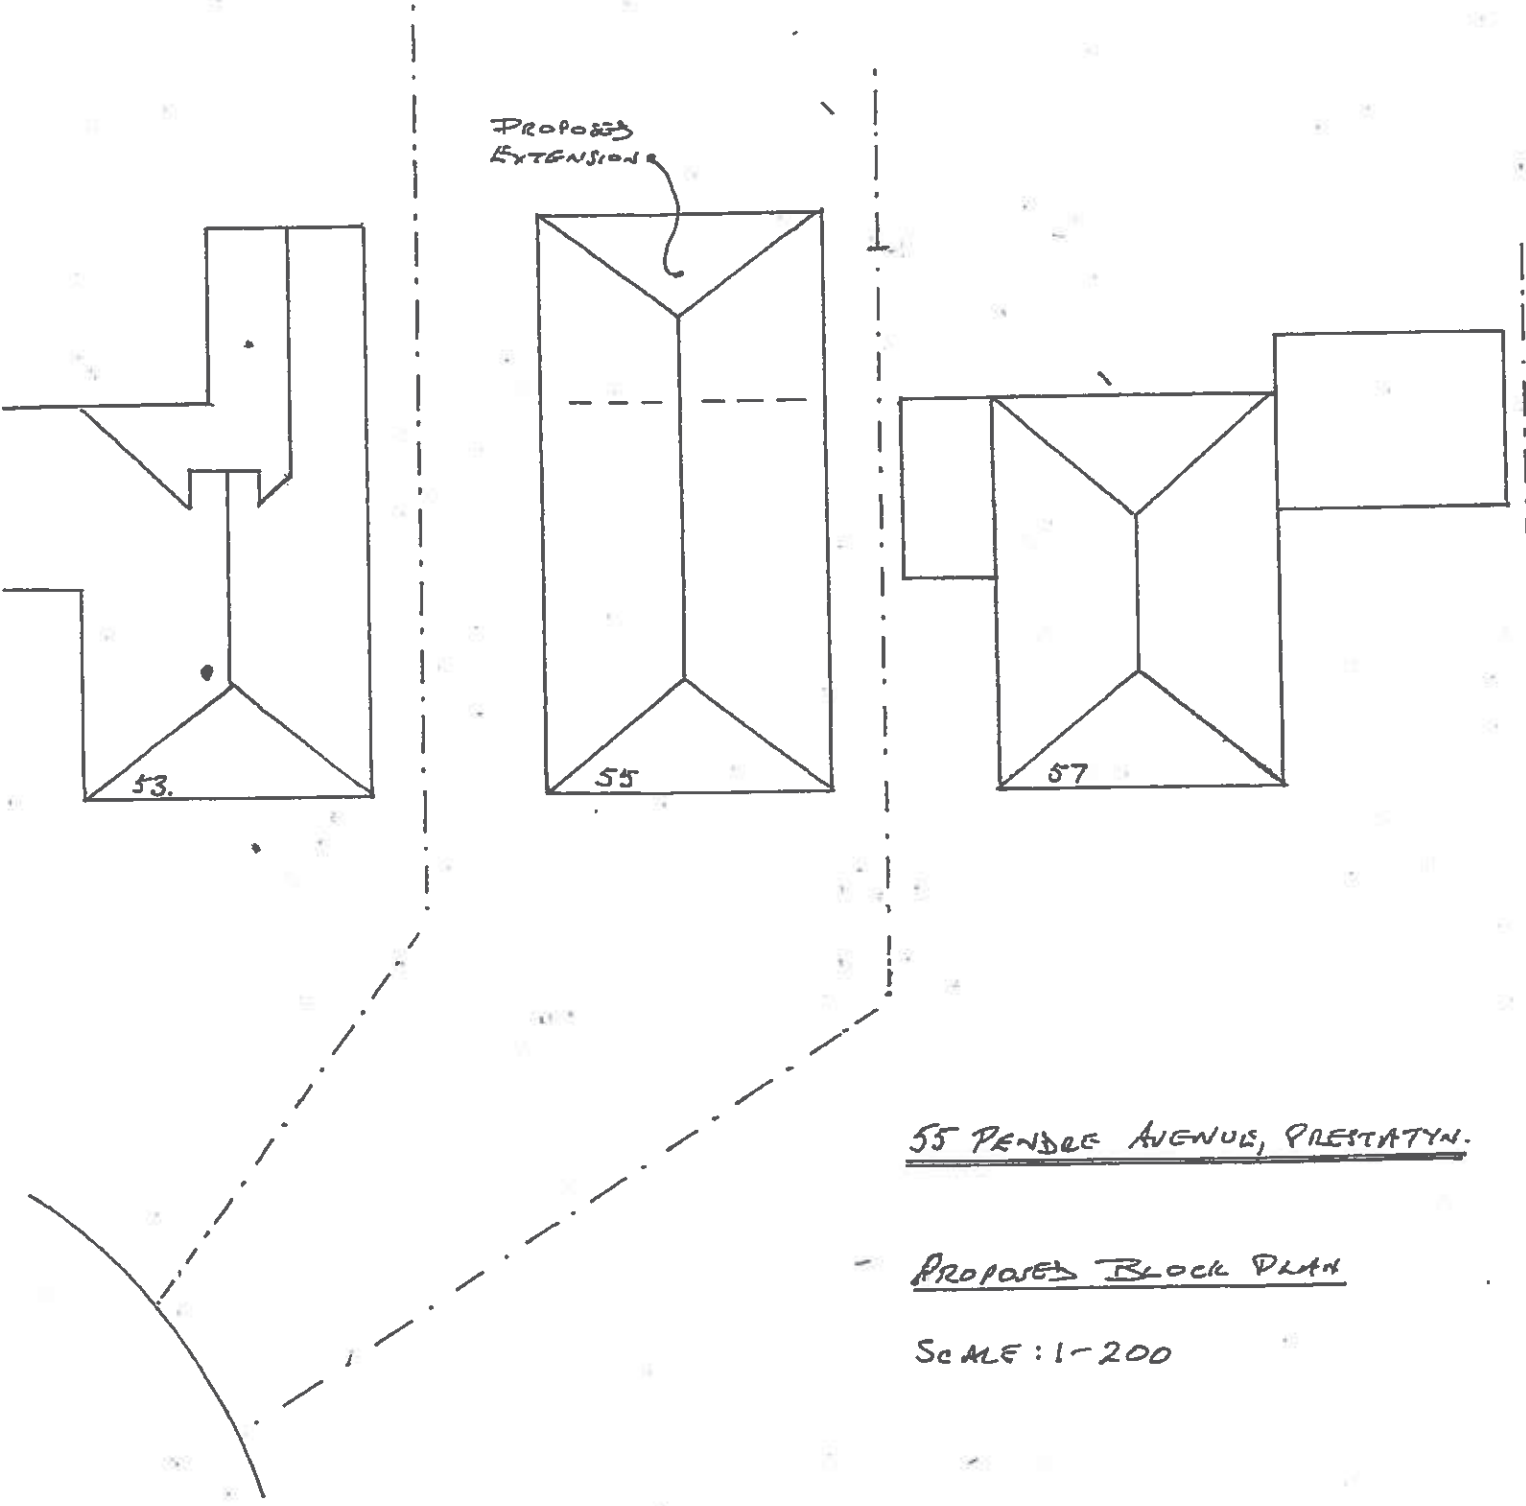 PROPOSED
EXTENSION
53.
55
57
55 PENDRE AVENUE, PRESTATYN.
PROPOSED BLOCK PLAN
SCALE: 1-200